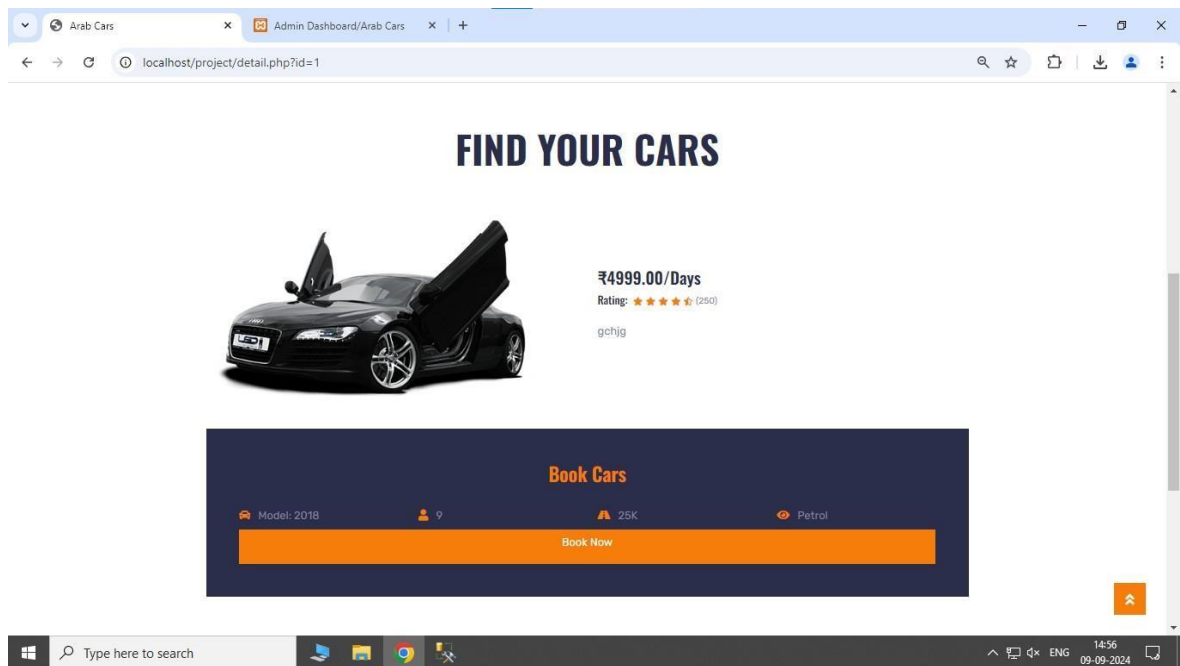 Arab Cars
Admin Dashboard/Arab Cars
localhost/project/detail.php?id=1
FIND YOUR CARS
₹4999.00/Days
Rating: (250)
gchjg
Book Cars
Model: 2018 9 25K Petrol
Book Now
Type here to search
ENG
14:56
09-09-2024